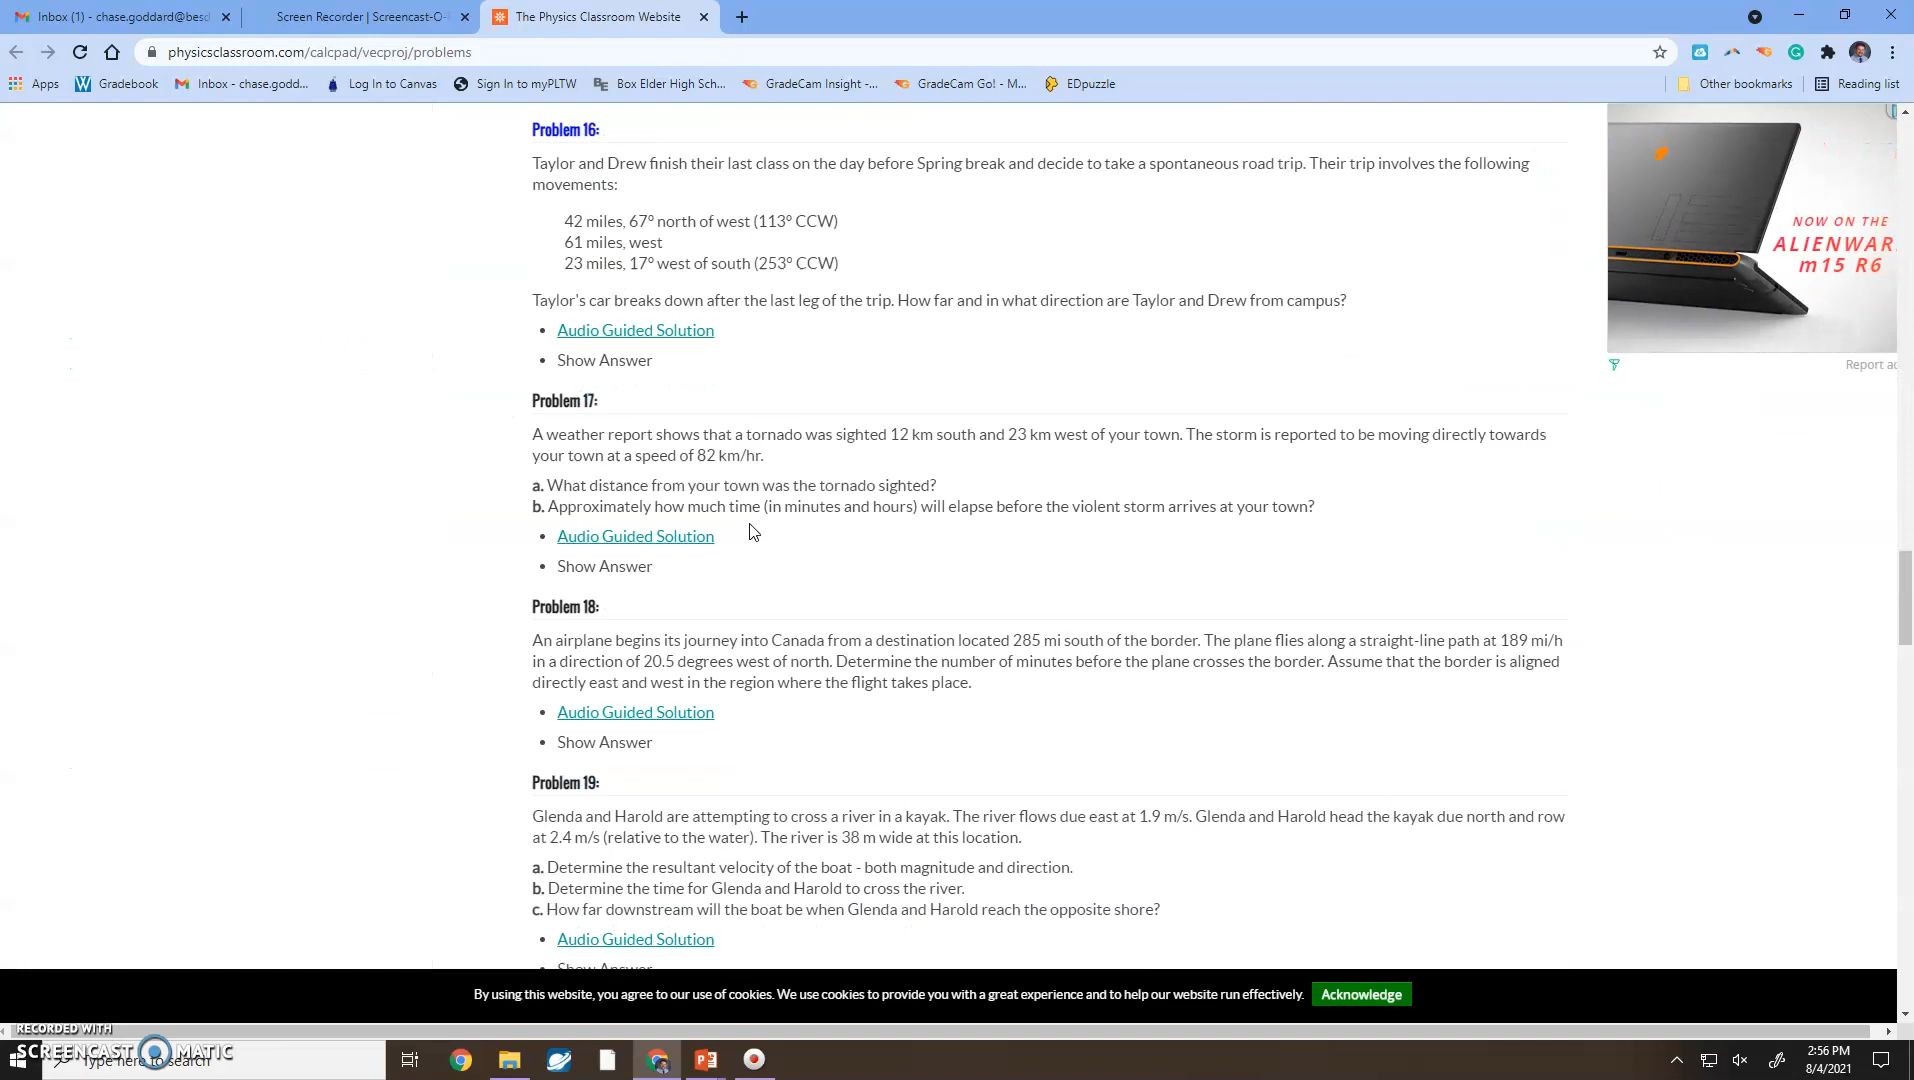 Inbox (1) - chase.goddard@besd
Screen Recorder | Screencast-O-
The Physics Classroom Website
physicsclassroom.com/calcpad/vecproj/problems
Apps
Gradebook
Inbox - chase.godd...
Log In to Canvas
Sign In to myPLTW
Box Elder High Sch...
GradeCam Insight -...
GradeCam Go! - M...
EDpuzzle
Other bookmarks
Reading list
Problem 16:
Taylor and Drew finish their last class on the day before Spring break and decide to take a spontaneous road trip. Their trip involves the following
movements:
42 miles, 67° north of west (113° CCW)
61 miles, west
23 miles, 17° west of south (253° CCW)
Taylor's car breaks down after the last leg of the trip. How far and in what direction are Taylor and Drew from campus?
• Audio Guided Solution
• Show Answer
NOW ON THE
ALIENWAR
m15 R6
Report ad
Problem 17:
A weather report shows that a tornado was sighted 12 km south and 23 km west of your town. The storm is reported to be moving directly towards
your town at a speed of 82 km/hr.
a. What distance from your town was the tornado sighted?
b. Approximately how much time (in minutes and hours) will elapse before the violent storm arrives at your town?
• Audio Guided Solution
• Show Answer
Problem 18:
An airplane begins its journey into Canada from a destination located 285 mi south of the border. The plane flies along a straight-line path at 189 mi/h
in a direction of 20.5 degrees west of north. Determine the number of minutes before the plane crosses the border. Assume that the border is aligned
directly east and west in the region where the flight takes place.
• Audio Guided Solution
• Show Answer
Problem 19:
Glenda and Harold are attempting to cross a river in a kayak. The river flows due east at 1.9 m/s. Glenda and Harold head the kayak due north and row
at 2.4 m/s (relative to the water). The river is 38 m wide at this location.
a. Determine the resultant velocity of the boat - both magnitude and direction.
b. Determine the time for Glenda and Harold to cross the river.
c. How far downstream will the boat be when Glenda and Harold reach the opposite shore?
• Audio Guided Solution
• Show Answer
By using this website, you agree to our use of cookies. We use cookies to provide you with a great experience and to help our website run effectively.
Acknowledge
RECORDED WITH
SCREENCAST MATIC
Type here to search
2:56 PM
8/4/2021